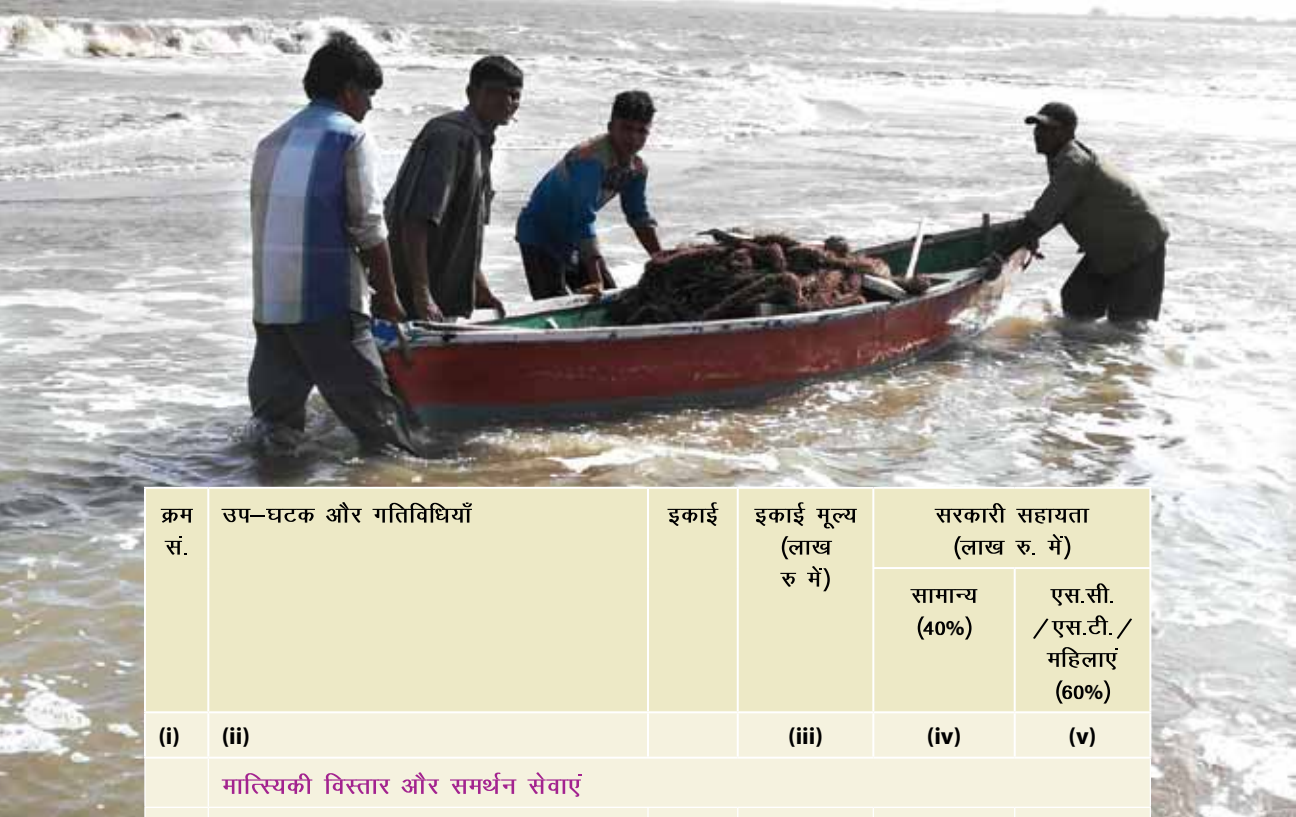 क्रम सं. उप–घटक और गतिविधियाँ इकाई इकाई मूल्य (लाख रु में) सरकारी सहायता (लाख रु. में)
सामान्य (40%) एस.सी. /एस.टी./ महिलाएं (60%)
(i) (ii) (iii) (iv) (v)
मात्स्यिकी विस्तार और समर्थन सेवाएं